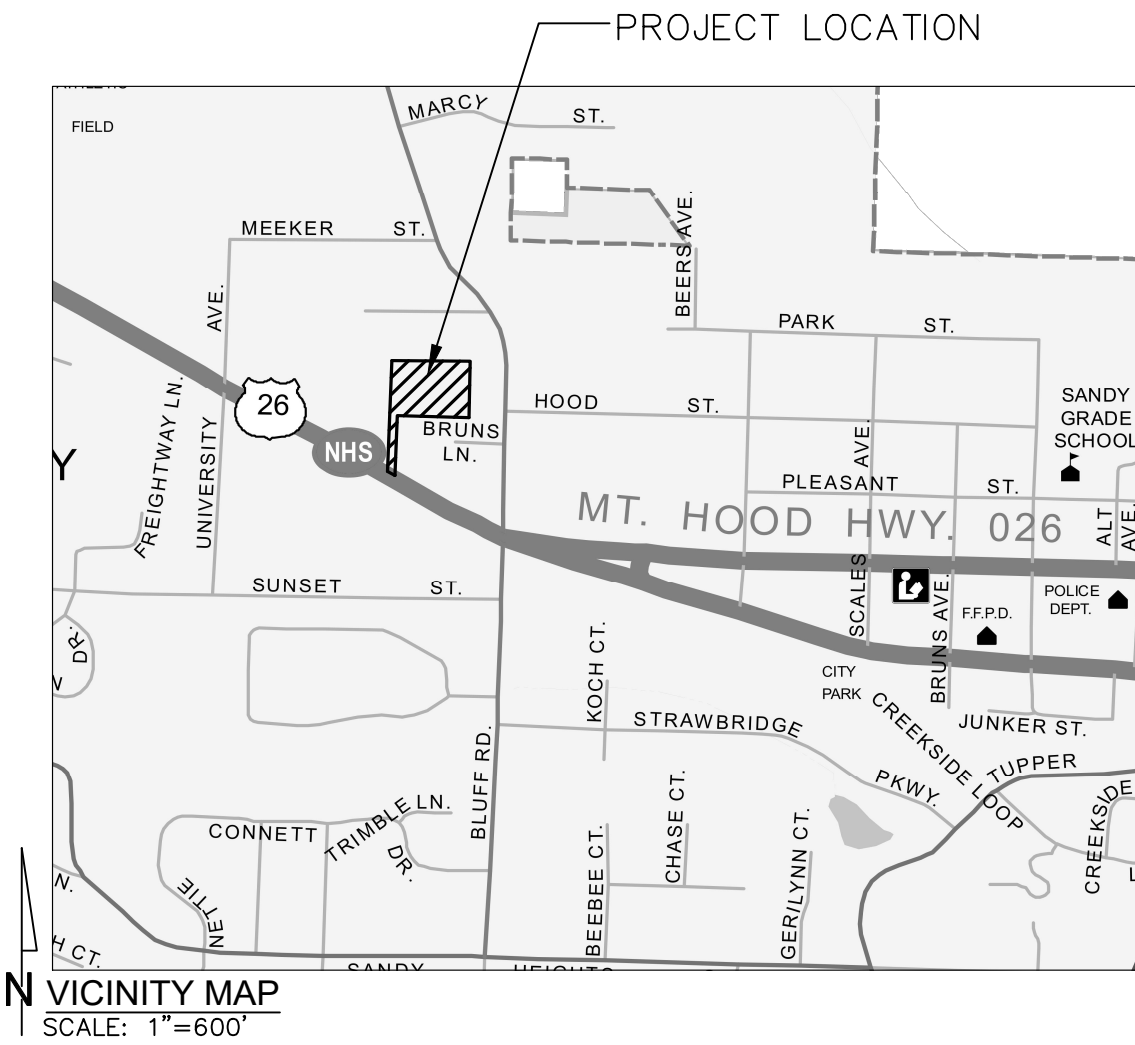 PROJECT LOCATION
FIELD
MARCY ST.
MEEKER ST.
BEERS AVE.
AVE.
PARK ST.
FREIGHTWAY LN.
UNIVERSITY
26
NHS
HOOD ST.
BRUNS
LN.
SANDY
GRADE
SCHOOL
AVE.
PLEASANT ST.
MT. HOOD HWY. 026
ALT
AVE.
SUNSET ST.
SCALES
BRUNS AVE.
F.F.P.D.
POLICE
DEPT.
DR.
KOCH CT.
CITY
PARK
STRAWBRIDGE
PKWY.
CREEKSIDE LOOP
JUNKER ST.
TUPPER
BLUFF RD.
CONNETT
TRIMBLE LN.
DR.
NETTIE
BEEBEE CT.
CHASE CT.
GERILYNN CT.
CREEKSIDE
N.
H CT.
SANDY HEIGHTS
N
VICINITY MAP
SCALE: 1"=600'